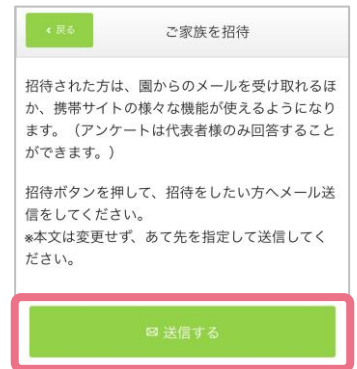 戻る
ご家族を招待
招待された方は、園からのメールを受け取れるほ
か、携帯サイトの様々な機能が使えるようになり
ます。（アンケートは代表者様のみ回答すること
ができます。）
招待ボタンを押して、招待をしたい方へメール送
信をしてください。
※本文は変更せず、あて先を指定して送信してく
ださい。
送信する